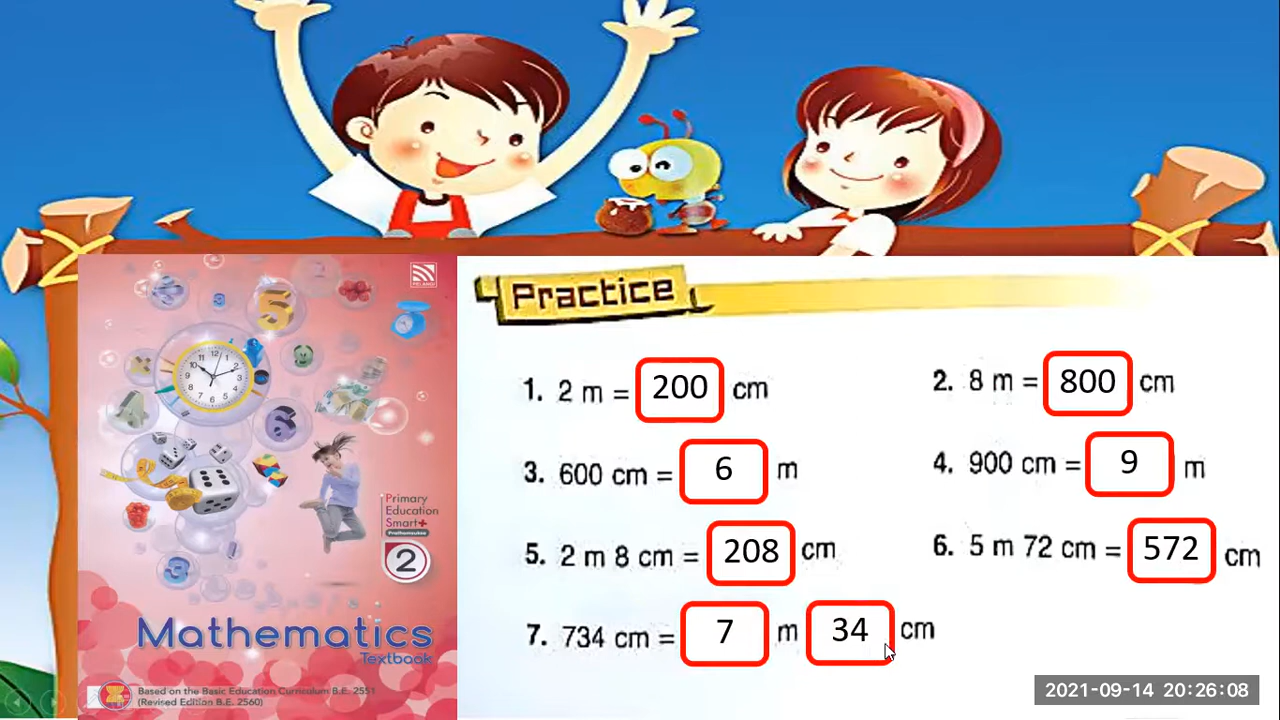 PELANGI
Primary
Education
Smart+
Mathematics
2
Mathematics
Textbook
Based on the Basic Education Curriculum B.E. 2551
(Revised Edition B.E. 2560)
Practice
1. 2 m = 200 cm
2. 8 m = 800 cm
3. 600 cm = 6 m
4. 900 cm = 9 m
5. 2 m 8 cm = 208 cm
6. 5 m 72 cm = 572 cm
7. 734 cm = 7 m 34 cm
2021-09-14 20:26:08